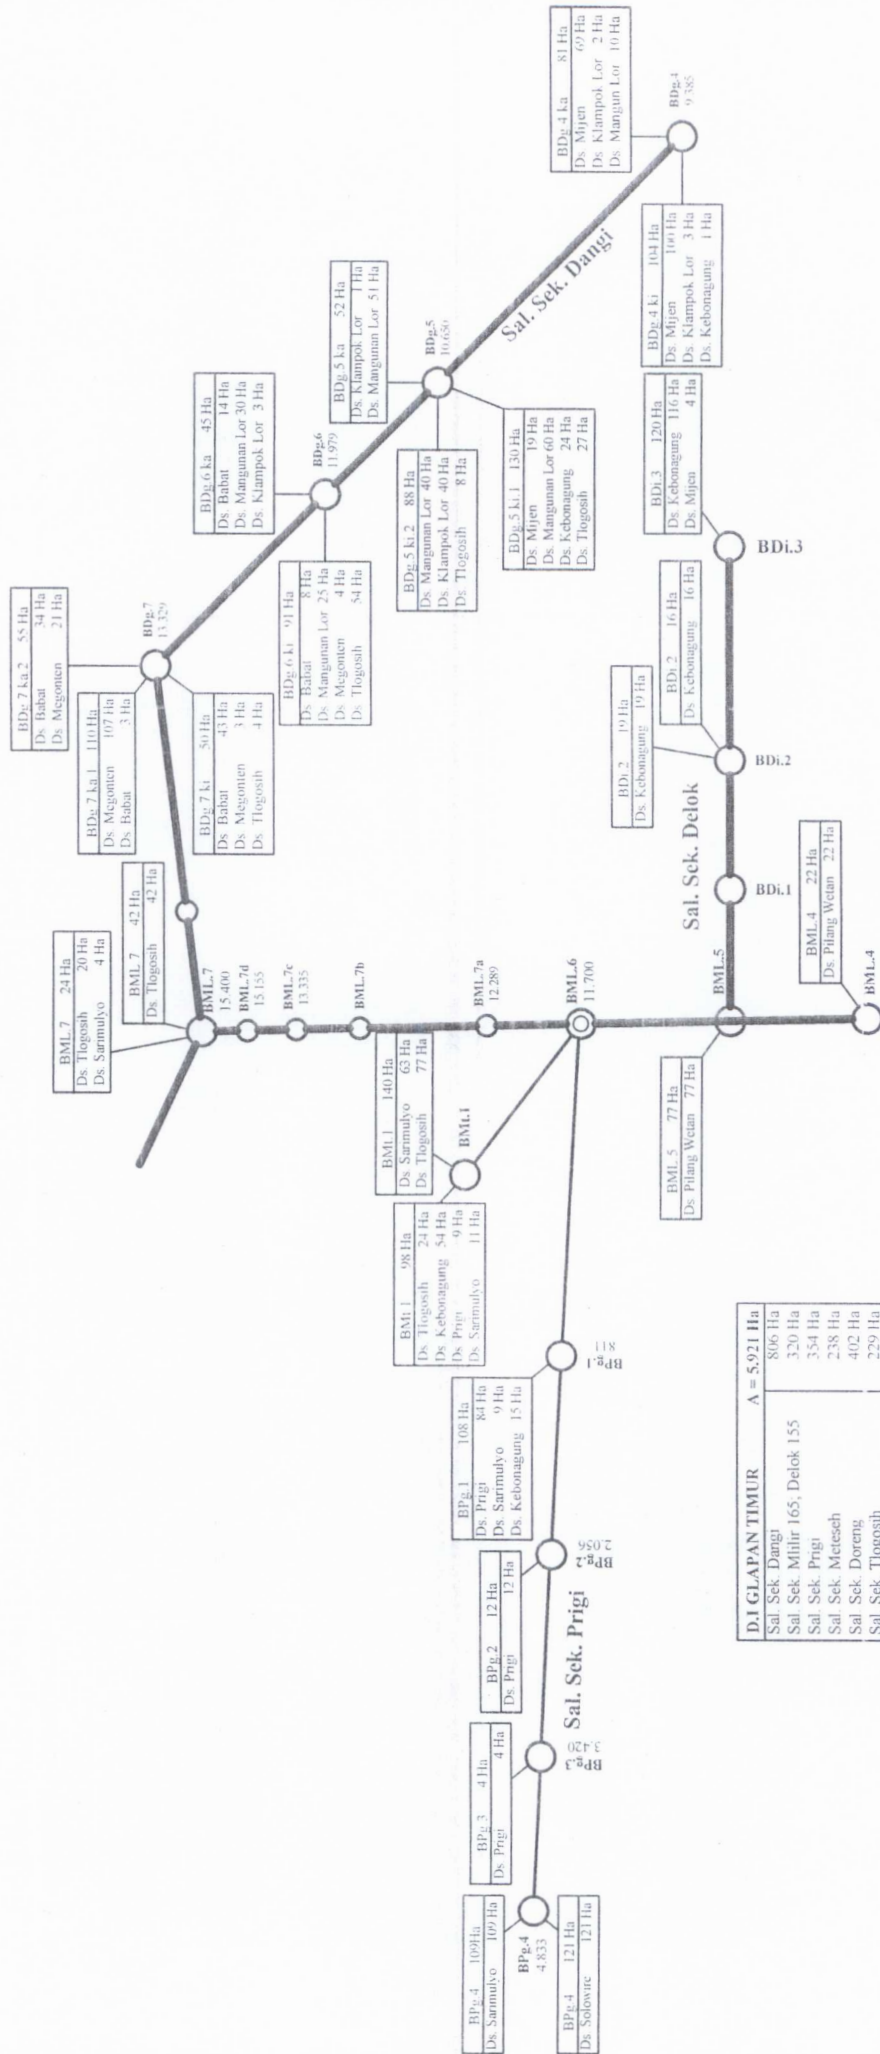 BDg 4 ka 81 Ha
Ds. Mijen 69 Ha
Ds. Klampok Lor 2 Ha
Ds. Mangun Lor 10 Ha
BDg.4
9.385
BDg 4 ki 104 Ha
Ds. Mijen 100 Ha
Ds. Klampok Lor 3 Ha
Ds. Kebonagung 1 Ha
Sal. Sek. Dangi
BDg.5 ka 52 Ha
Ds. Klampok Lor 1 Ha
Ds. Mangunan Lor 51 Ha
BDg.5
10.650
BDg.5 ki.2 88 Ha
Ds. Mangunan Lor 40 Ha
Ds. Klampok Lor 40 Ha
Ds. Tlogosih 8 Ha
BDg.5 ki.1 130 Ha
Ds. Mijen 19 Ha
Ds. Mangunan Lor 60 Ha
Ds. Kebonagung 24 Ha
Ds. Tlogosih 27 Ha
BDg 6 ka 45 Ha
Ds. Babat 14 Ha
Ds. Mangunan Lor 30 Ha
Ds. Klampok Lor 3 Ha
BDg.6
11.979
BDg 6 ki 91 Ha
Ds. Babat 8 Ha
Ds. Mangunan Lor 25 Ha
Ds. Megonten 4 Ha
Ds. Tlogosih 54 Ha
BDg 7 ka.2 55 Ha
Ds. Babat 34 Ha
Ds. Megonten 21 Ha
BDg.7
13.329
BDg 7 ka.1 110 Ha
Ds. Megonten 107 Ha
Ds. Babat 3 Ha
BDg 7 ki 50 Ha
Ds. Babat 43 Ha
Ds. Megonten 3 Ha
Ds. Tlogosih 4 Ha
BML 7 24 Ha
Ds. Tlogosih 20 Ha
Ds. Sarimulyo 4 Ha
BML 7 42 Ha
Ds. Tlogosih 42 Ha
BML.7
15.400
BML.7d
15.155
BML.7c
13.335
BML.7b
BML.7a
12.289
BML.6
11.700
BMt.1 140 Ha
Ds. Sarimulyo 63 Ha
Ds. Tlogosih 77 Ha
BMt.1
BMt.1 98 Ha
Ds. Tlogosih 24 Ha
Ds. Kebonagung 54 Ha
Ds. Prigi 9 Ha
Ds. Sarimulyo 11 Ha
BDi.3 120 Ha
Ds. Kebonagung 116 Ha
Ds. Mijen 4 Ha
BDi.3
BDi.2 16 Ha
Ds. Kebonagung 16 Ha
BDi.2 19 Ha
Ds. Kebonagung 19 Ha
BDi.2
Sal. Sek. Delok
BDi.1
BML.5
BML.5 77 Ha
Ds. Pilang Wetan 77 Ha
BML.4 22 Ha
Ds. Pilang Wetan 22 Ha
BML.4
BPg.1 108 Ha
Ds. Prigi 84 Ha
Ds. Sarimulyo 9 Ha
Ds. Kebonagung 15 Ha
BPg.1
811
BPg.2 12 Ha
Ds. Prigi 12 Ha
BPg.2
2.056
Sal. Sek. Prigi
BPg 3 4 Ha
Ds. Prigi 4 Ha
BPg.3
3.420
BPg.4 109Ha
Ds. Sarimulyo 109 Ha
BPg.4
4.833
BPg.4 121 Ha
Ds. Solowire 121 Ha
D.I GLAPAN TIMUR A = 5.921 Ha
Sal. Sek. Dangi 806 Ha
Sal. Sek. Mlilir 165, Delok 155 320 Ha
Sal. Sek. Prigi 354 Ha
Sal. Sek. Meteseh 238 Ha
Sal. Sek. Doreng 402 Ha
Sal. Sek. Tlogosih 229 Ha